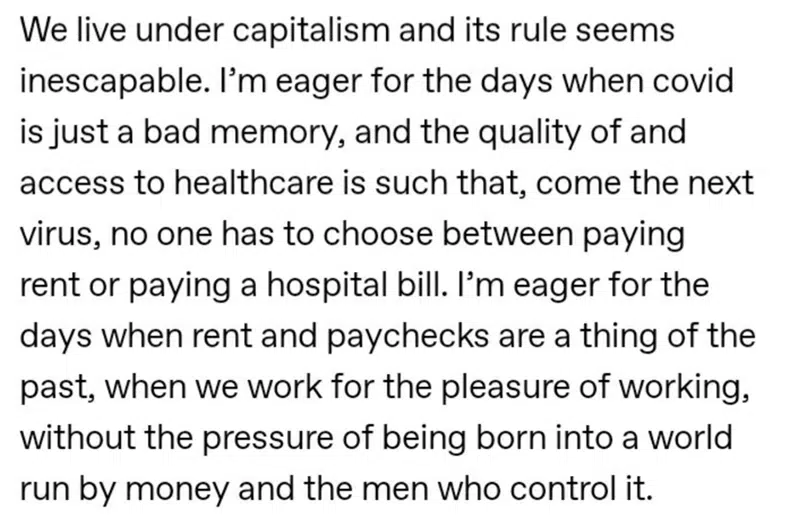 We live under capitalism and its rule seems
inescapable. I’m eager for the days when covid
is just a bad memory, and the quality of and
access to healthcare is such that, come the next
virus, no one has to choose between paying
rent or paying a hospital bill. I’m eager for the
days when rent and paychecks are a thing of the
past, when we work for the pleasure of working,
without the pressure of being born into a world
run by money and the men who control it.